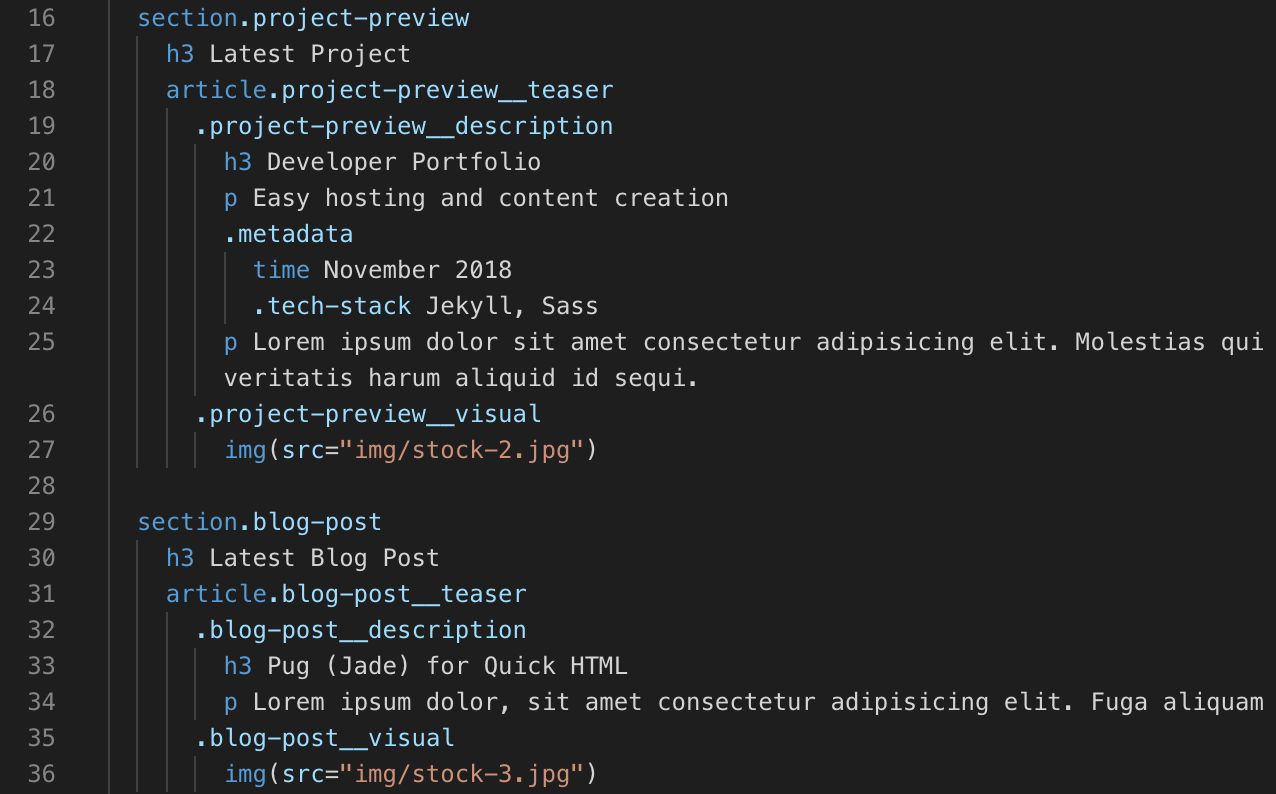 16 section.project-preview
17 h3 Latest Project
18 article.project-preview__teaser
19 .project-preview__description
20 h3 Developer Portfolio
21 p Easy hosting and content creation
22 .metadata
23 time November 2018
24 .tech-stack Jekyll, Sass
25 p Lorem ipsum dolor sit amet consectetur adipisicing elit. Molestias qui
veritatis harum aliquid id sequi.
26 .project-preview__visual
27 img(src="img/stock-2.jpg")
28
29 section.blog-post
30 h3 Latest Blog Post
31 article.blog-post__teaser
32 .blog-post__description
33 h3 Pug (Jade) for Quick HTML
34 p Lorem ipsum dolor, sit amet consectetur adipisicing elit. Fuga aliquam
35 .blog-post__visual
36 img(src="img/stock-3.jpg")